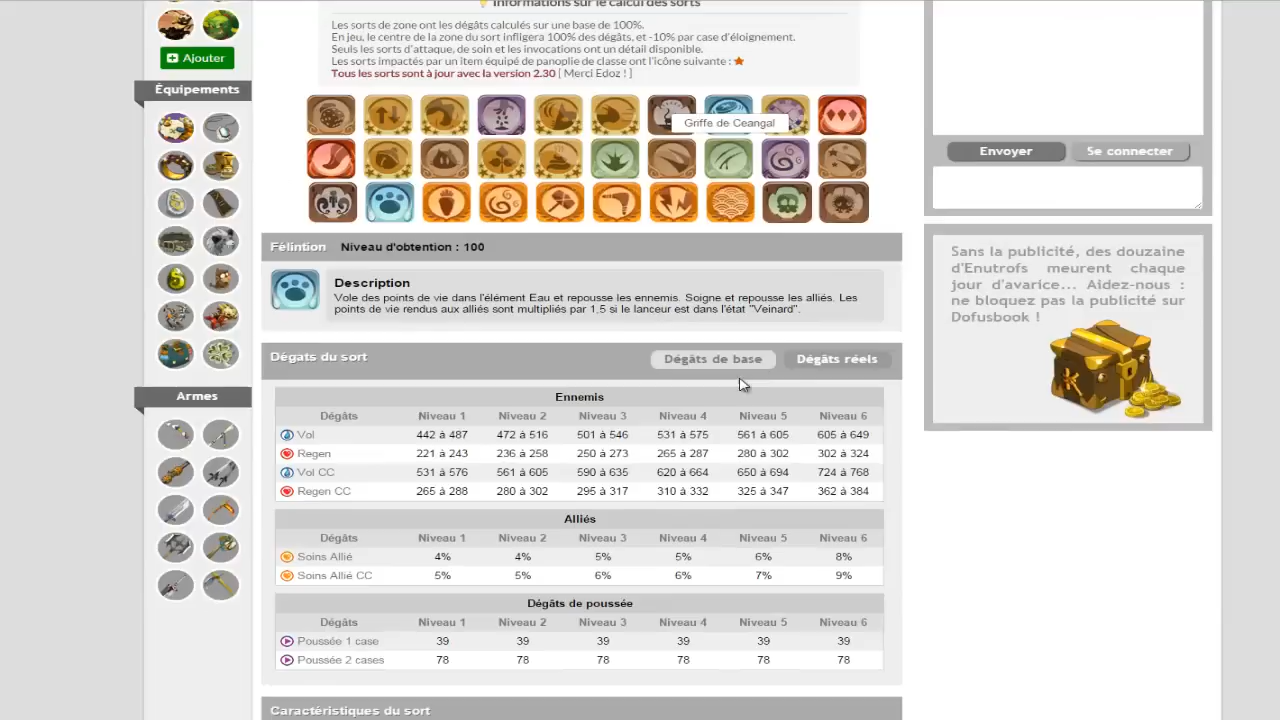 Informations sur le calcul des sorts
Les sorts de zone ont les dégâts calculés sur une base de 100%.
En jeu, le centre de la zone du sort infligera 100% des dégâts, et -10% par case d'éloignement.
Seuls les sorts d'attaque, de soin et les invocations ont un détail disponible.
Les sorts impactés par un item équipé de panoplie de classe ont l'icône suivante :
Tous les sorts sont à jour avec la version 2.30 [ Merci Edoz ! ]
Ajouter
Équipements
Armes
Griffe de Ceangal
Félintion Niveau d'obtention : 100
Description
Vole des points de vie dans l'élément Eau et repousse les ennemis. Soigne et repousse les alliés. Les
points de vie rendus aux alliés sont multipliés par 1,5 si le lanceur est dans l'état "Veinard".
Dégats du sort Dégâts de base Dégâts réels
Ennemis
Dégâts Niveau 1 Niveau 2 Niveau 3 Niveau 4 Niveau 5 Niveau 6
Vol 442 à 487 472 à 516 501 à 546 531 à 575 561 à 605 605 à 649
Regen 221 à 243 236 à 258 250 à 273 265 à 287 280 à 302 302 à 324
Vol CC 531 à 576 561 à 605 590 à 635 620 à 664 650 à 694 724 à 768
Regen CC 265 à 288 280 à 302 295 à 317 310 à 332 325 à 347 362 à 384
Alliés
Dégâts Niveau 1 Niveau 2 Niveau 3 Niveau 4 Niveau 5 Niveau 6
Soins Allié 4% 4% 5% 5% 6% 8%
Soins Allié CC 5% 5% 6% 6% 7% 9%
Dégâts de poussée
Dégâts Niveau 1 Niveau 2 Niveau 3 Niveau 4 Niveau 5 Niveau 6
Poussée 1 case 39 39 39 39 39 39
Poussée 2 cases 78 78 78 78 78 78
Caractéristiques du sort
Envoyer Se connecter
Sans la publicité, des douzaine
d'Enutrofs meurent chaque
jour d'avarice... Aidez-nous :
ne bloquez pas la publicité sur
Dofusbook !